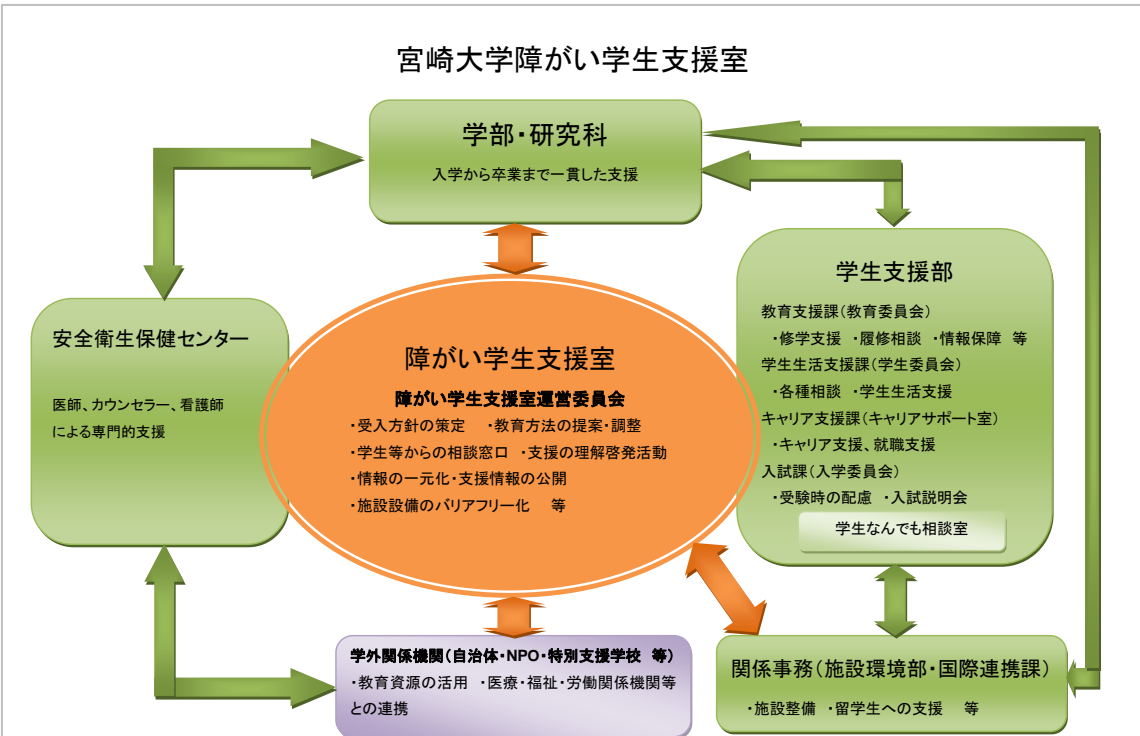 宮崎大学障がい学生支援室
学部・研究科
入学から卒業まで一貫した支援
安全衛生保健センター
医師、カウンセラー、看護師
による専門的支援
障がい学生支援室
障がい学生支援室運営委員会
・受入方針の策定　・教育方法の提案・調整
・学生等からの相談窓口 ・支援の理解啓発活動
・情報の一元化・支援情報の公開
・施設設備のバリアフリー化　等
学生支援部
教育支援課(教育委員会)
・修学支援 ・履修相談 ・情報保障 等
学生生活支援課(学生委員会)
・各種相談 ・学生生活支援
キャリア支援課(キャリアサポート室)
・キャリア支援、就職支援
入試課(入学委員会)
・受験時の配慮 ・入試説明会
学生なんでも相談室
学外関係機関(自治体・NPO・特別支援学校 等)
・教育資源の活用 ・医療・福祉・労働関係機関等
との連携
関係事務(施設環境部・国際連携課)
・施設整備 ・留学生への支援　等